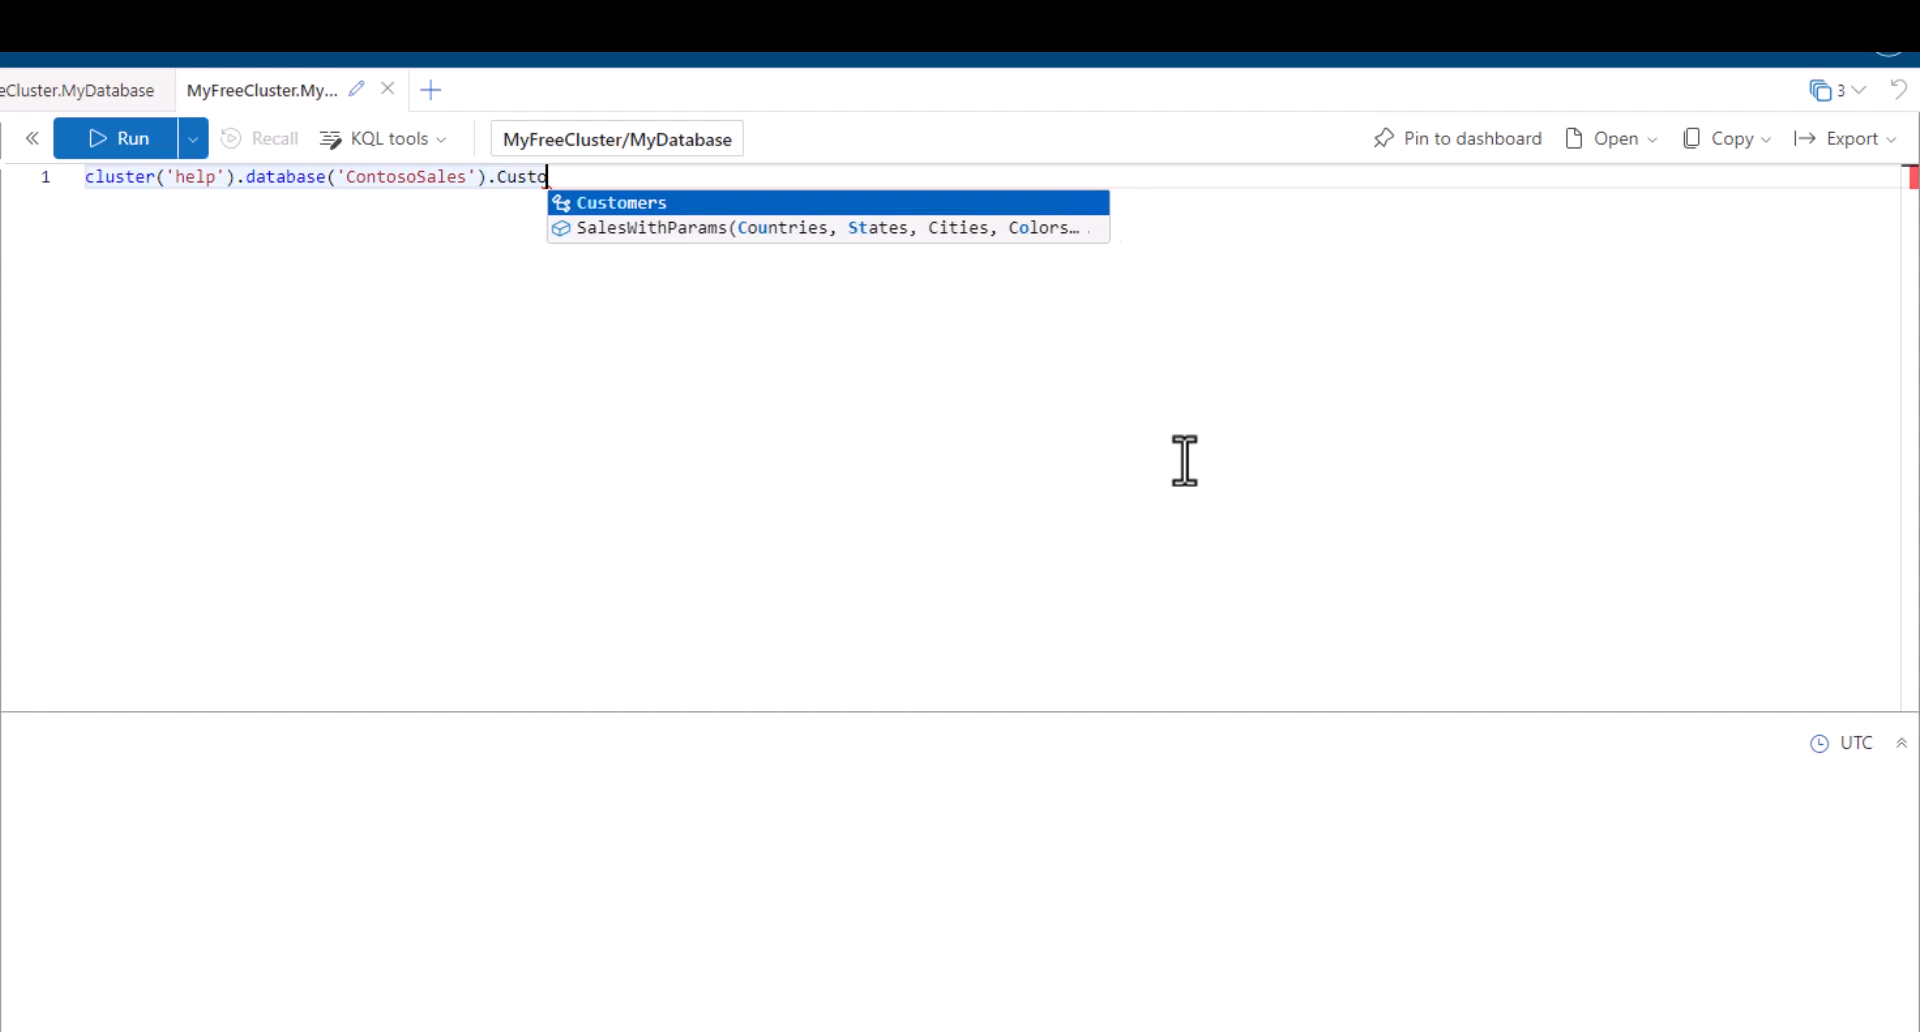 eCluster.MyDatabase
MyFreeCluster.My...
3
Run
Recall
KQL tools
MyFreeCluster/MyDatabase
Pin to dashboard
Open
Copy
Export
1 cluster('help').database('ContosoSales').Custo
Customers
SalesWithParams(Countries, States, Cities, Colors… .
UTC